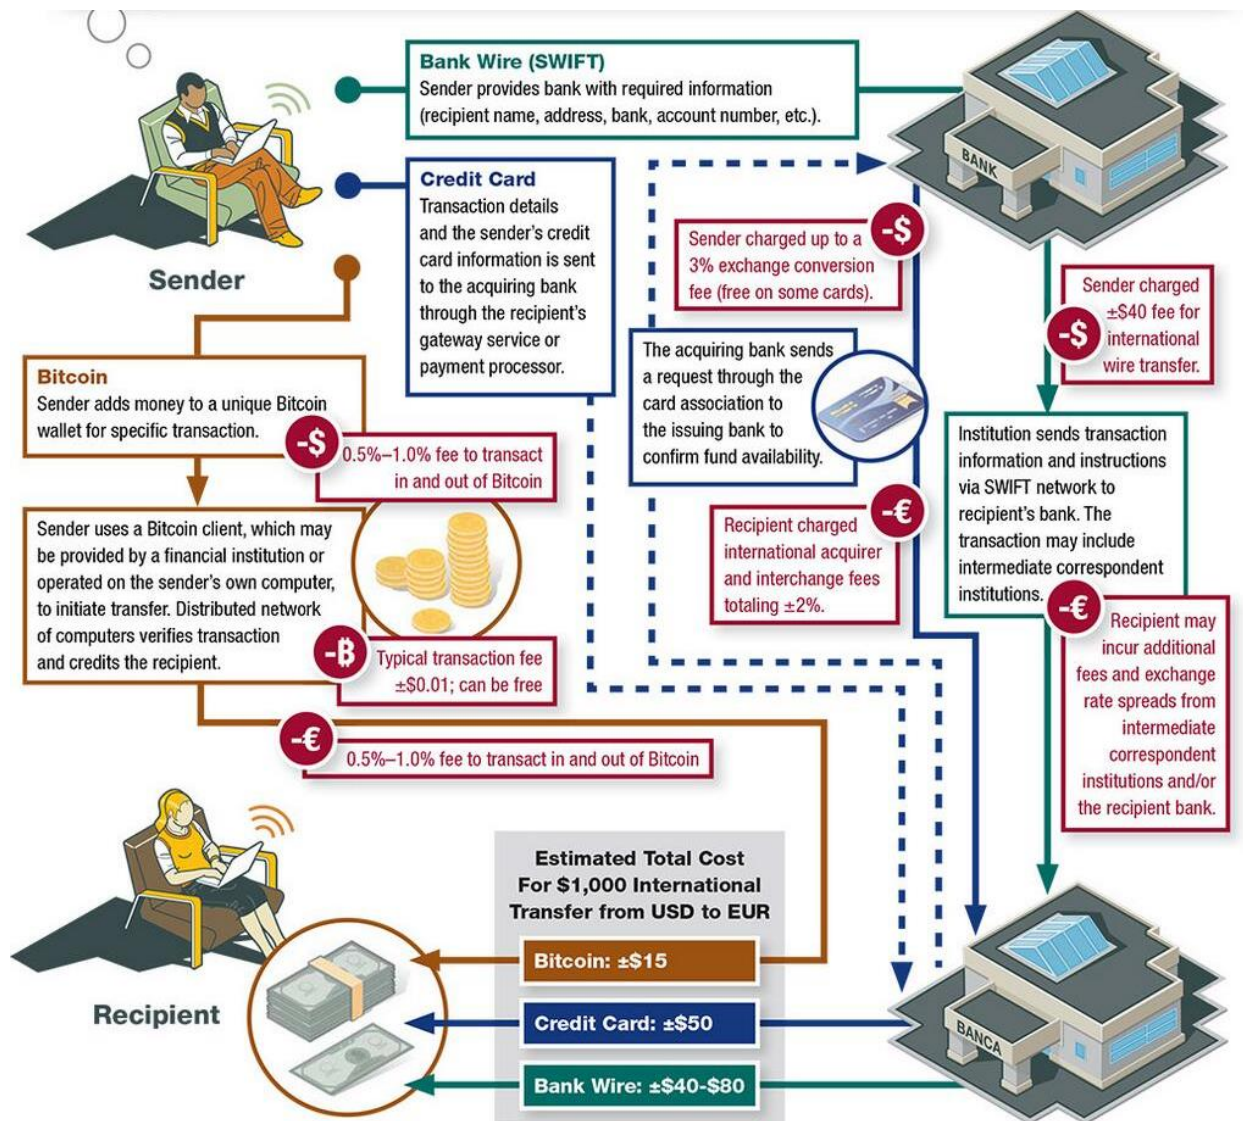 Bank Wire (SWIFT)
Sender provides bank with required information
(recipient name, address, bank, account number, etc.).
BANK
Sender
Credit Card
Transaction details
and the sender's credit
card information is sent
to the acquiring bank
through the recipient's
gateway service or
payment processor.
-$
Sender charged up to a
3% exchange conversion
fee (free on some cards).
-$
Sender charged
±$40 fee for
international
wire transfer.
The acquiring bank sends
a request through the
card association to
the issuing bank to
confirm fund availability.
Bitcoin
Sender adds money to a unique Bitcoin
wallet for specific transaction.
-$
0.5%–1.0% fee to transact
in and out of Bitcoin
Institution sends transaction
information and instructions
via SWIFT network to
recipient's bank. The
transaction may include
intermediate correspondent
institutions.
-€
Recipient charged
international acquirer
and interchange fees
totaling ±2%.
Sender uses a Bitcoin client, which may
be provided by a financial institution or
operated on the sender's own computer,
to initiate transfer. Distributed network
of computers verifies transaction
and credits the recipient.
-฿
Typical transaction fee
±$0.01; can be free
-€
Recipient may
incur additional
fees and exchange
rate spreads from
intermediate
correspondent
institutions and/or
the recipient bank.
-€
0.5%–1.0% fee to transact in and out of Bitcoin
Recipient
Estimated Total Cost
For $1,000 International
Transfer from USD to EUR
Bitcoin: ±$15
Credit Card: ±$50
Bank Wire: ±$40-$80
BANCA